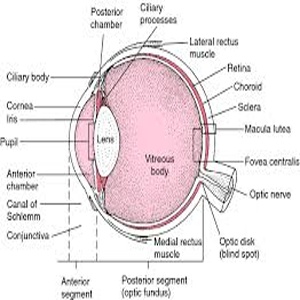 Posterior
chamber
Ciliary
processes
Lateral rectus
muscle
Retina
Choroid
Sclera
Macula lutea
Fovea centralis
Optic nerve
Optic disk
(blind spot)
Medial rectus
muscle
Posterior segment
(optic fundus)
Anterior
segment
Ciliary body
Cornea
Iris
Pupil
Anterior
chamber
Canal of
Schlemm
Conjunctiva
Lens
Vitreous
body